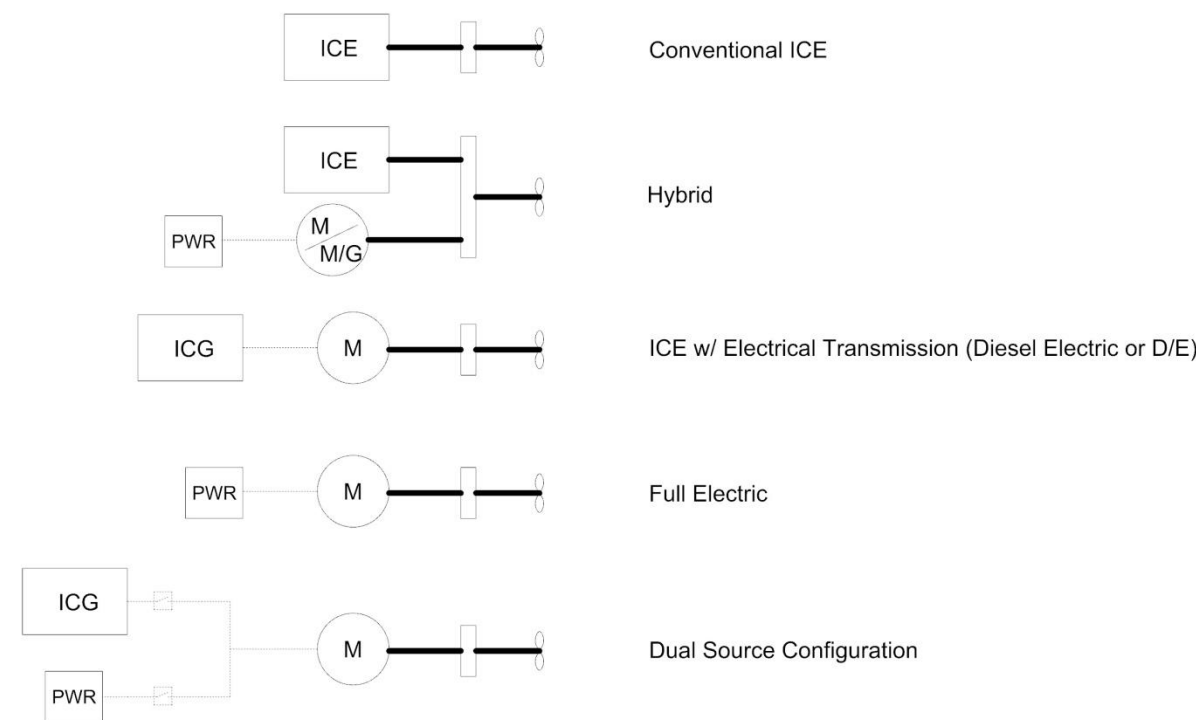 ICE
Conventional ICE
ICE
Hybrid
PWR
M
M/G
ICG
M
ICE w/ Electrical Transmission (Diesel Electric or D/E)
PWR
M
Full Electric
ICG
M
Dual Source Configuration
PWR